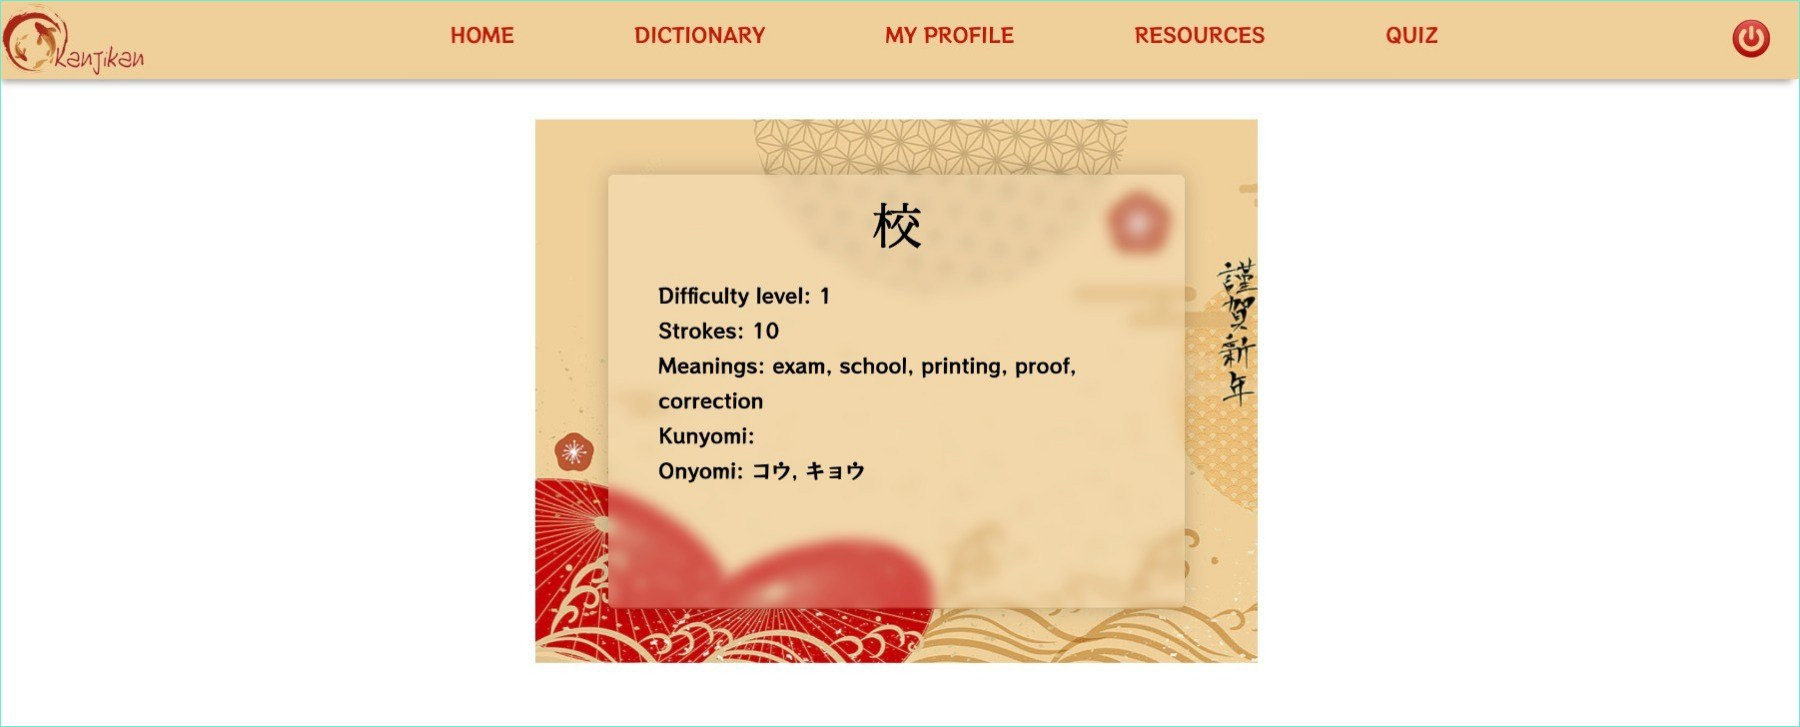 Kanjikan
HOME
DICTIONARY
MY PROFILE
RESOURCES
QUIZ
校
Difficulty level: 1
Strokes: 10
Meanings: exam, school, printing, proof,
correction
Kunyomi:
Onyomi: コウ, キョウ
謹賀新年